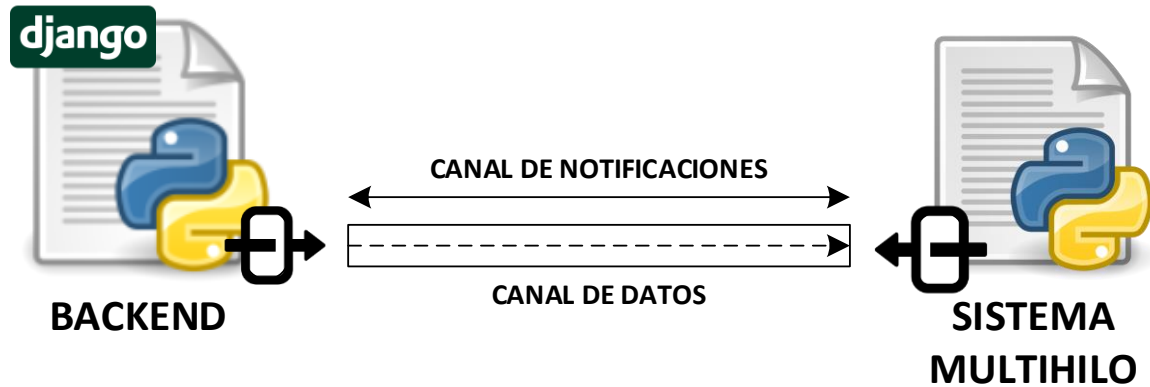 django
CANAL DE NOTIFICACIONES
CANAL DE DATOS
BACKEND
SISTEMA
MULTIHILO